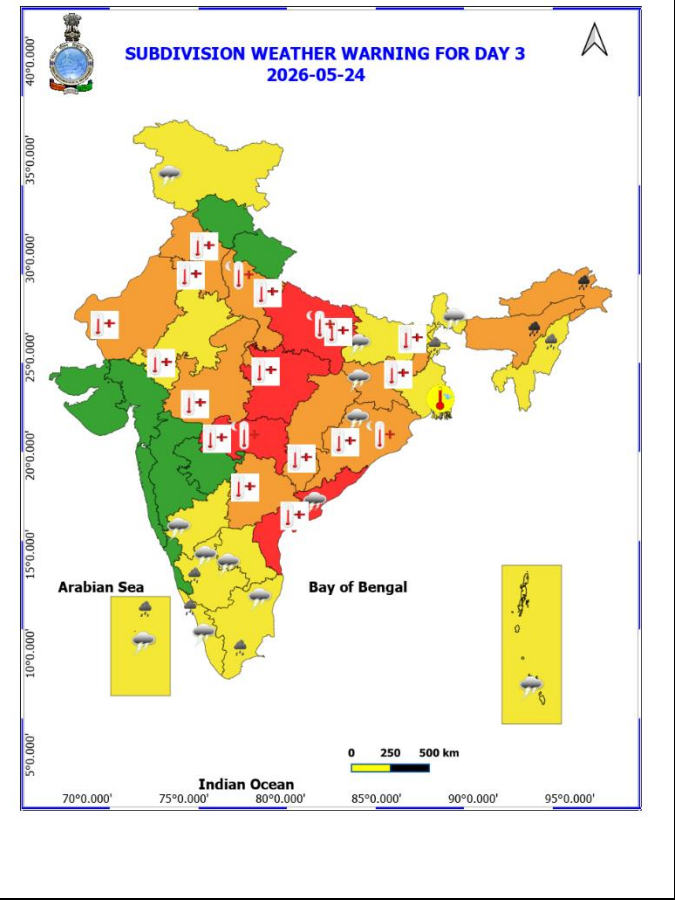 SUBDIVISION WEATHER WARNING FOR DAY 3
2026-05-24
40°0.000'
35°0.000'
30°0.000'
25°0.000'
20°0.000'
15°0.000'
10°0.000'
5°0.000'
Arabian Sea
Bay of Bengal
0 250 500 km
Indian Ocean
70°0.000' 75°0.000' 80°0.000' 85°0.000' 90°0.000' 95°0.000'